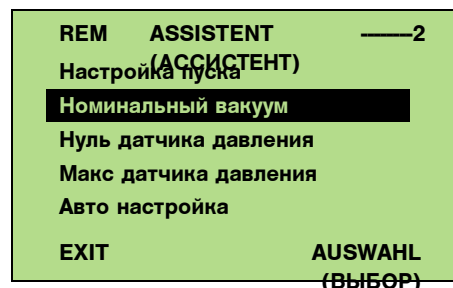 REM ASSISTENT ———2
(АССИСТЕНТ)
Настройка пуска
Номинальный вакуум
Нуль датчика давления
Макс датчика давления
Авто настройка
EXIT AUSWAHL
(ВЫБОР)